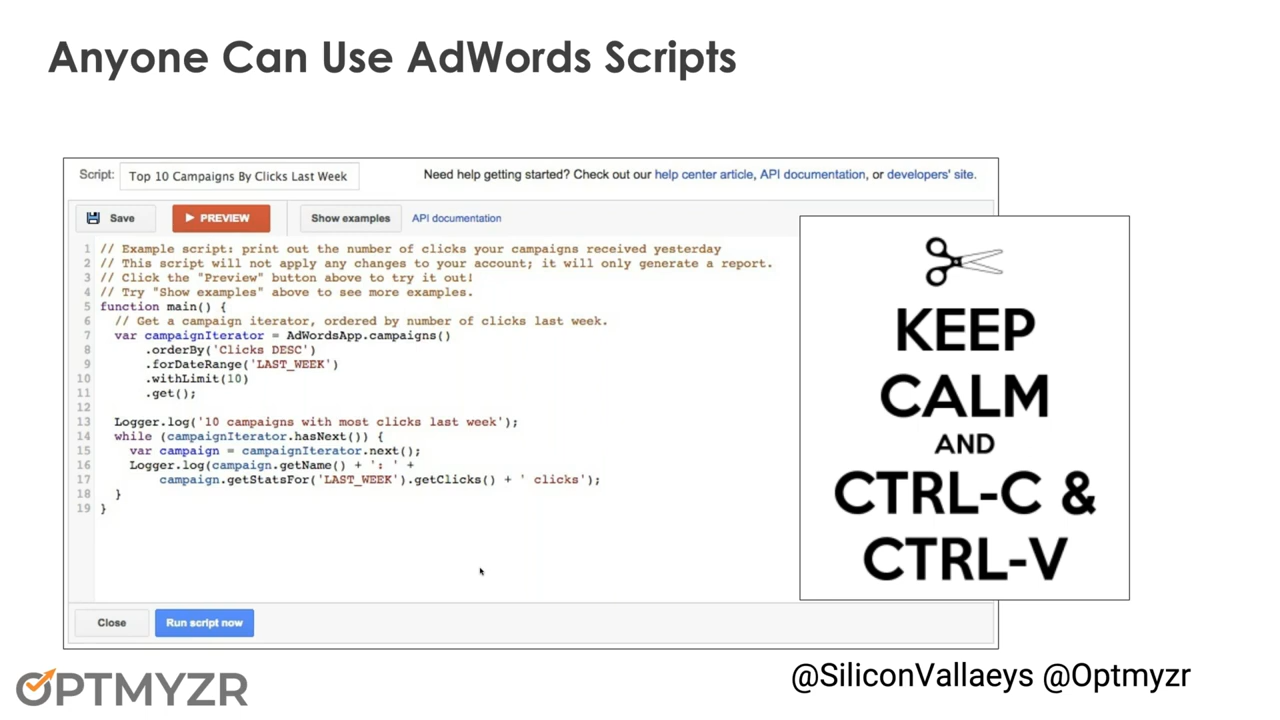 Anyone Can Use AdWords Scripts
Script: Top 10 Campaigns By Clicks Last Week
Need help getting started? Check out our help center article, API documentation, or developers' site.
Save
PREVIEW
Show examples
API documentation
1 // Example script: print out the number of clicks your campaigns received yesterday
2 // This script will not apply any changes to your account; it will only generate a report.
3 // Click the "Preview" button above to try it out!
4 // Try "Show examples" above to see more examples.
5 function main() {
6   // Get a campaign iterator, ordered by number of clicks last week.
7   var campaignIterator = AdWordsApp.campaigns()
8       .orderBy('Clicks DESC')
9       .forDateRange('LAST_WEEK')
10       .withLimit(10)
11       .get();
12
13   Logger.log('10 campaigns with most clicks last week');
14   while (campaignIterator.hasNext()) {
15     var campaign = campaignIterator.next();
16     Logger.log(campaign.getName() + ': ' +
17         campaign.getStatsFor('LAST_WEEK').getClicks() + ' clicks');
18   }
19 }
Close
Run script now
KEEP
CALM
AND
CTRL-C &
CTRL-V
OPTMYZR
@SiliconVallaeys @Optmyzr